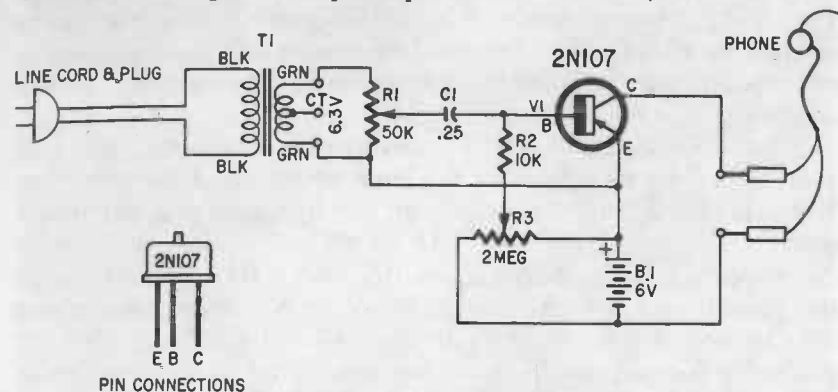 T1
2N107
PHONE
LINE CORD & PLUG
BLK
GRN
CT
6.3V
R1
50K
C1
.25
V1
B
C
E
R2
10K
BLK
GRN
R3
2MEG
+
B.1
6V
2N107
E B C
PIN CONNECTIONS